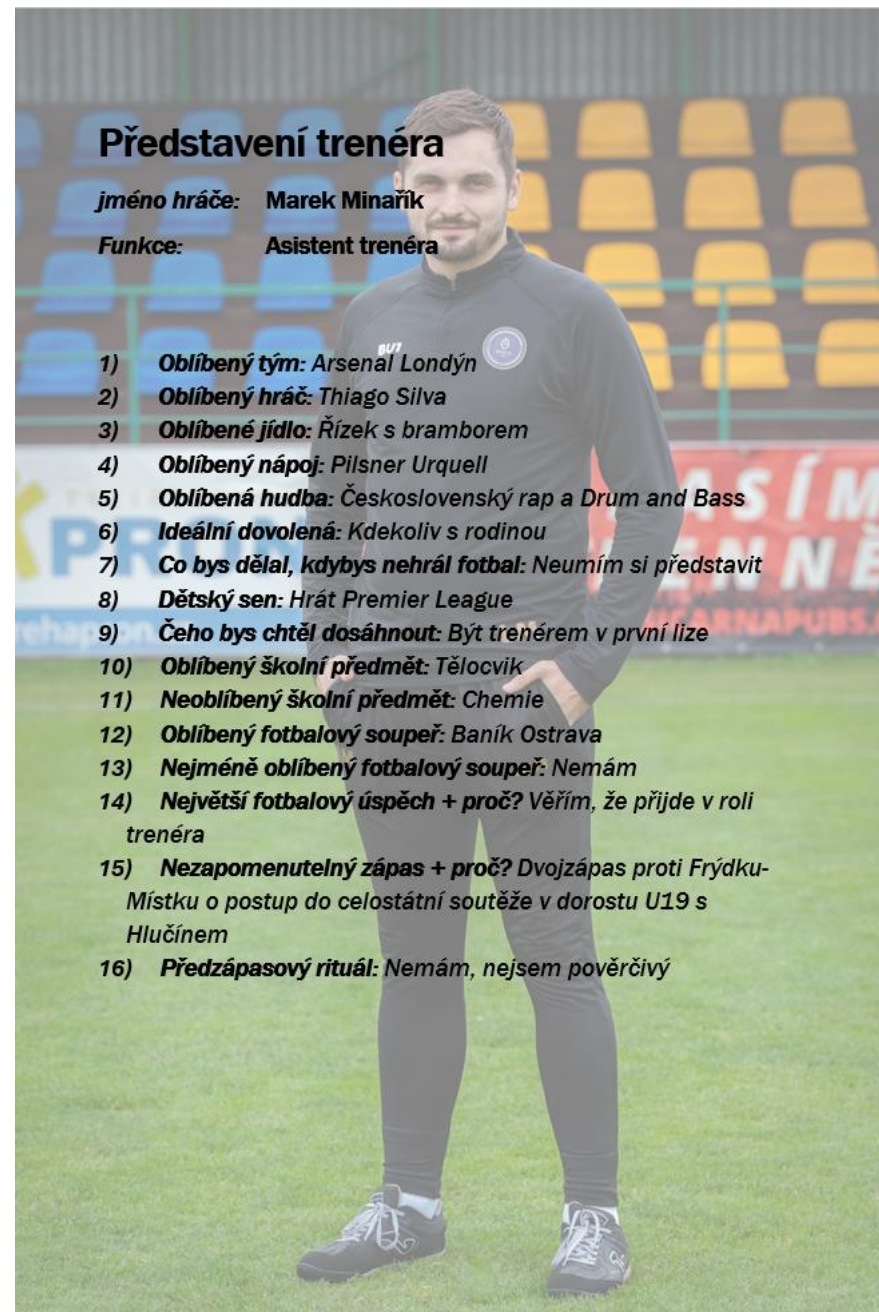 Představení trenéra
jméno hráče: Marek Minařík
Funkce: Asistent trenéra
1) Oblíbený tým: Arsenal Londýn
2) Oblíbený hráč: Thiago Silva
3) Oblíbené jídlo: Řízek s bramborem
4) Oblíbený nápoj: Pilsner Urquell
5) Oblíbená hudba: Československý rap a Drum and Bass
6) Ideální dovolená: Kdekoliv s rodinou
7) Co bys dělal, kdybys nehrál fotbal: Neumím si představit
8) Dětský sen: Hrát Premier League
9) Čeho bys chtěl dosáhnout: Být trenérem v první lize
10) Oblíbený školní předmět: Tělocvik
11) Neoblíbený školní předmět: Chemie
12) Oblíbený fotbalový soupeř: Baník Ostrava
13) Nejméně oblíbený fotbalový soupeř: Nemám
14) Největší fotbalový úspěch + proč? Věřím, že přijde v roli
trenéra
15) Nezapomenutelný zápas + proč? Dvojzápas proti Frýdku-
Místku o postup do celostátní soutěže v dorostu U19 s
Hlučínem
16) Předzápasový rituál: Nemám, nejsem pověrčivý